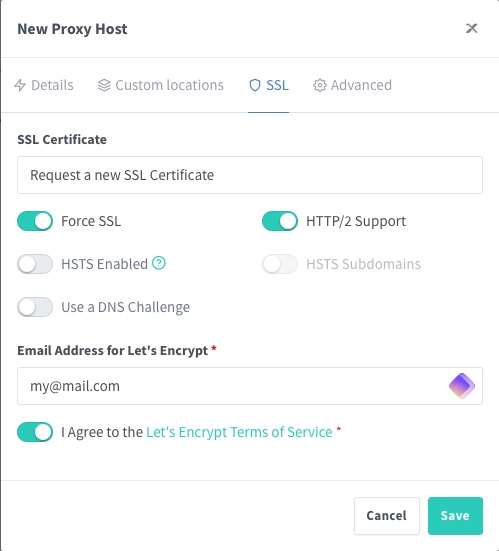 New Proxy Host
Details Custom locations SSL Advanced
SSL Certificate
Request a new SSL Certificate
Force SSL HTTP/2 Support
HSTS Enabled ? HSTS Subdomains
Use a DNS Challenge
Email Address for Let's Encrypt *
my@mail.com
I Agree to the Let's Encrypt Terms of Service *
Cancel Save